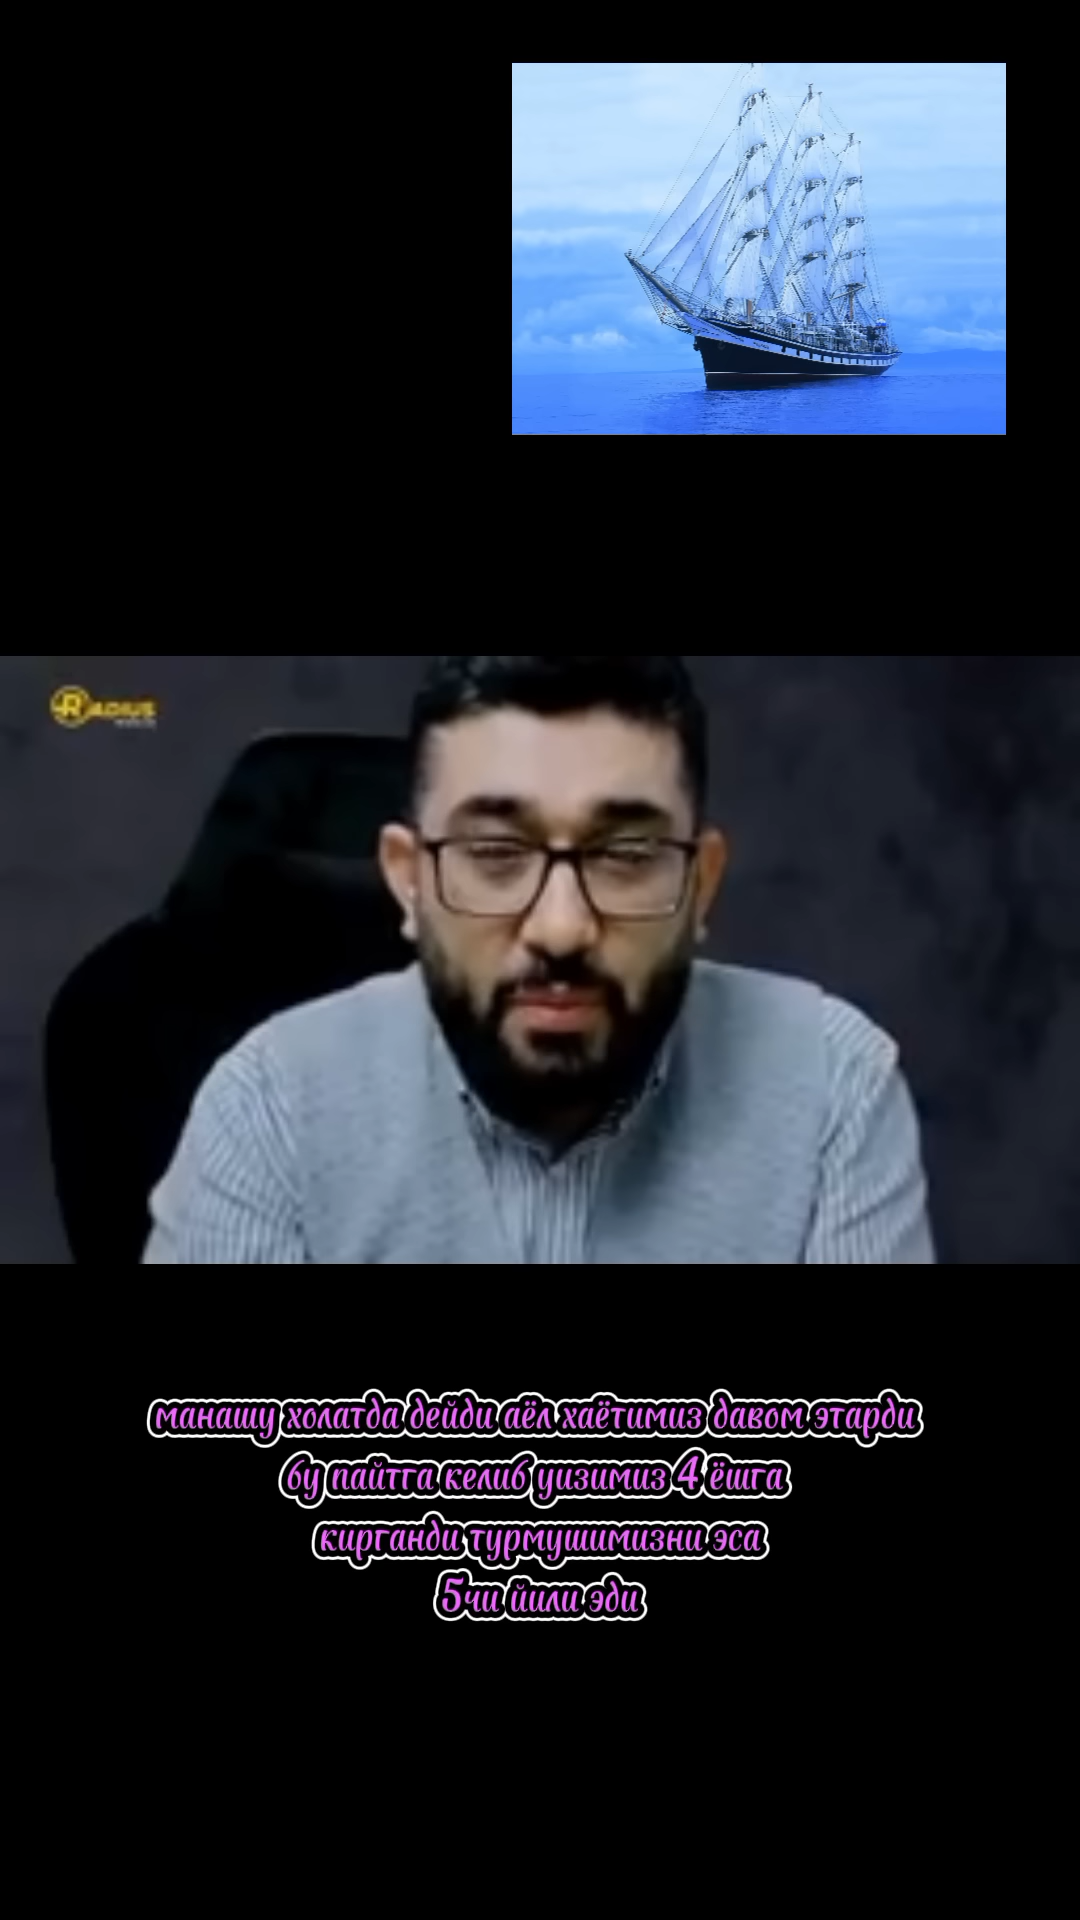 RADIUS
манашу холатда дейди аёл хаётимиз давом этарди
бу пайтга келиб уизимиз 4 ёшга
кирганди турмушимизни эса
5чи йили эди